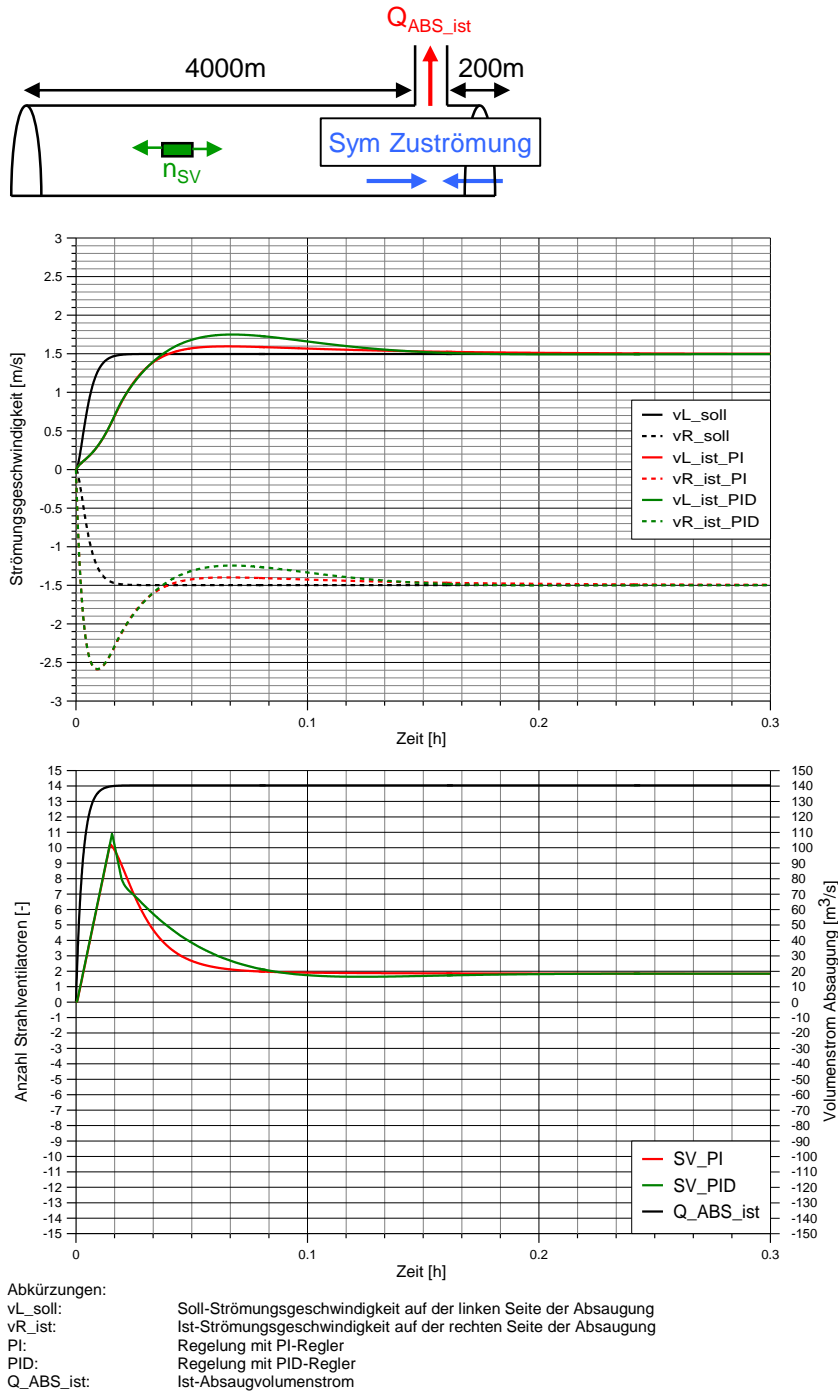 Q_ABS_ist
4000m
200m
Sym Zuströmung
n_SV
3
2.5
2
1.5
1
0.5
0
-0.5
-1
-1.5
-2
-2.5
-3
Strömungsgeschwindigkeit [m/s]
vL_soll
vR_soll
vL_ist_PI
vR_ist_PI
vL_ist_PID
vR_ist_PID
0 0.1 0.2 0.3
Zeit [h]
15 150
14 140
13 130
12 120
11 110
10 100
9 90
8 80
7 70
6 60
5 50
4 40
3 30
2 20
1 10
0 0
-1 -10
-2 -20
-3 -30
-4 -40
-5 -50
-6 -60
-7 -70
-8 -80
-9 -90
-10 -100
-11 -110
-12 -120
-13 -130
-14 -140
-15 -150
Anzahl Strahlventilatoren [-]
Volumenstrom Absaugung [m³/s]
SV_PI
SV_PID
Q_ABS_ist
0 0.1 0.2 0.3
Zeit [h]
Abkürzungen:
vL_soll: Soll-Strömungsgeschwindigkeit auf der linken Seite der Absaugung
vR_ist: Ist-Strömungsgeschwindigkeit auf der rechten Seite der Absaugung
PI: Regelung mit PI-Regler
PID: Regelung mit PID-Regler
Q_ABS_ist: Ist-Absaugvolumenstrom